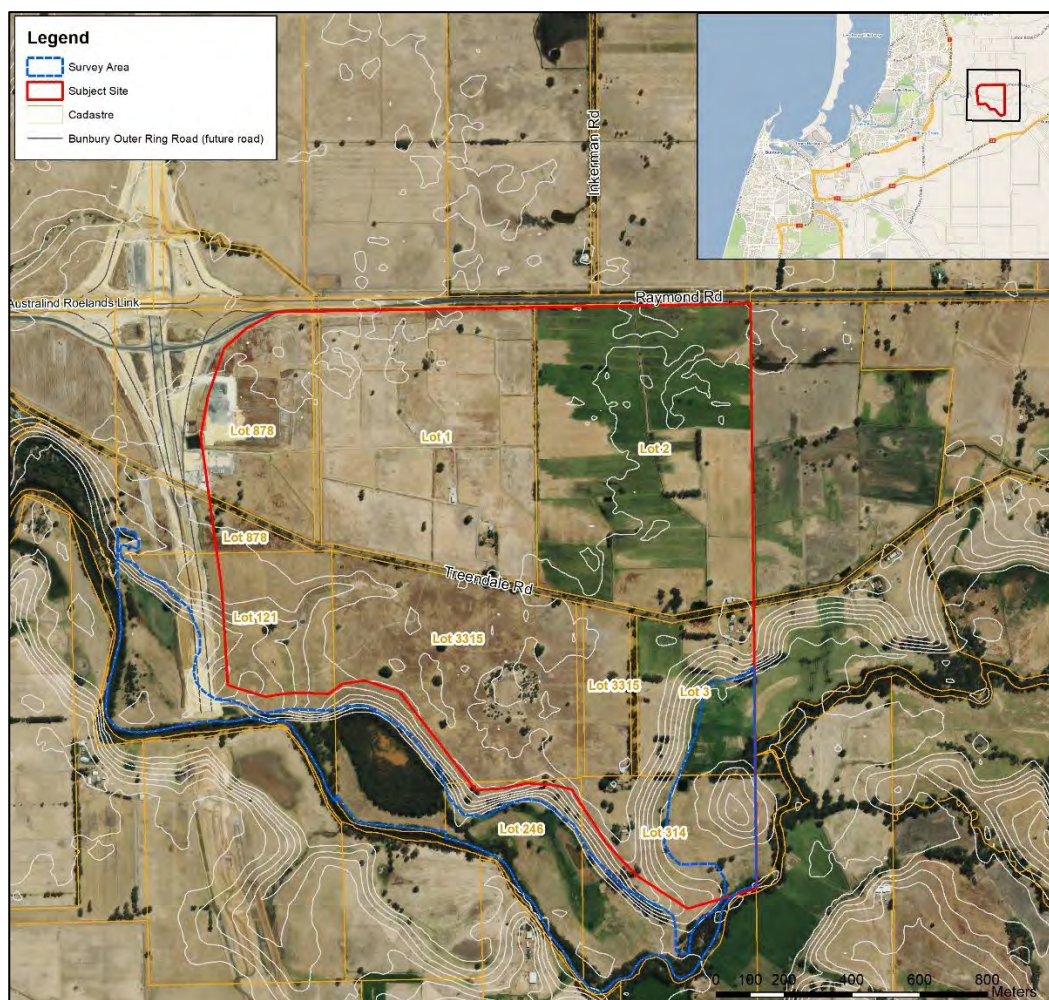 Legend
Survey Area
Subject Site
Cadastre
Bunbury Outer Ring Road (future road)
Inkerman Rd
Australind Roelands Link
Raymond Rd
Lot 878
Lot 1
Lot 2
Lot 878
Treendale Rd
Lot 121
Lot 3315
Lot 3315
Lot 3
Lot 246
Lot 314
0 100 200 400 600 800
Meters